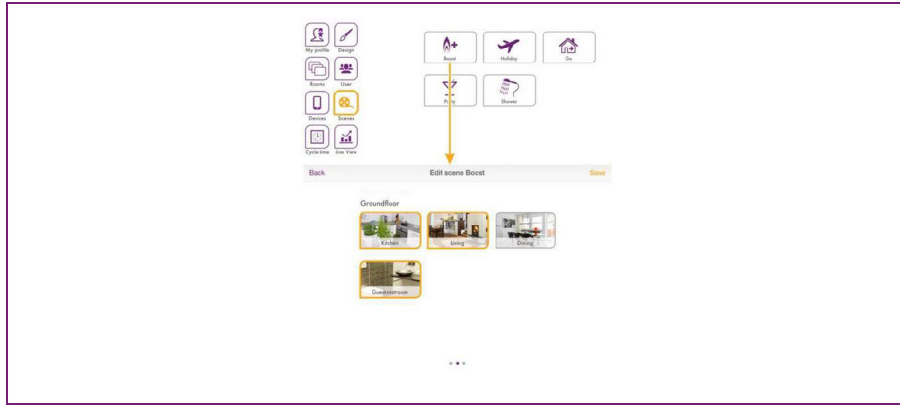 My profile
Design
Boost
Holiday
Go
Rooms
User
Party
Shower
Devices
Scenes
Cycle time
Live View
Back
Edit scene Boost
Save
Groundfloor
Kitchen
Living
Dining